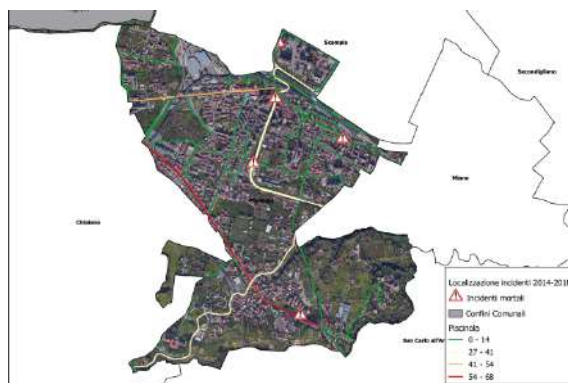 Scampia
Secondigliano
Miano
Chiaiano
Localizzazione incidenti 2014-201
Incidenti mortali
Confini Comunali
Piscinola
0 - 14
27 - 41
41 - 54
54 - 68
San Carlo all'Ar